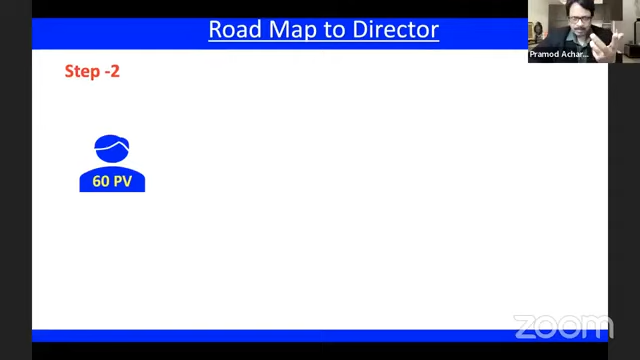 Road Map to Director
Pramod Achar...
Step -2
60 PV
zoom